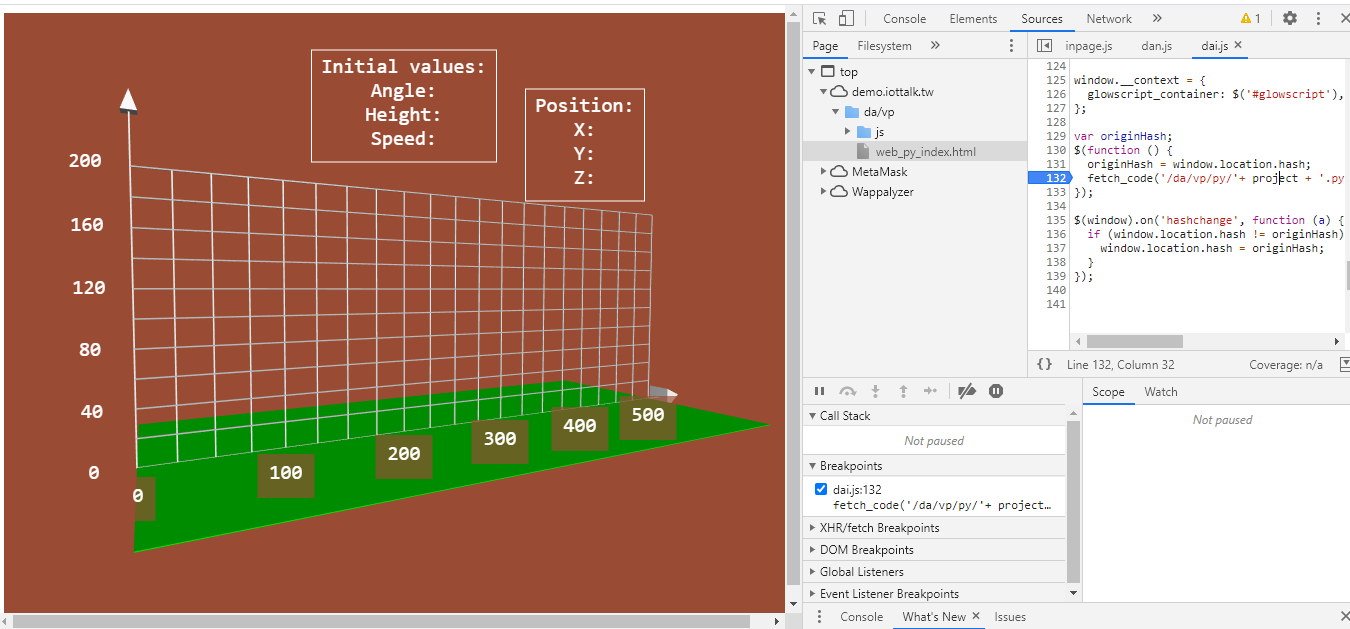 Initial values:
Angle:
Height:
Speed:
Position:
X:
Y:
Z:
200
160
120
80
40
0
0
100
200
300
400
500
Console Elements Sources Network » 1
Page Filesystem »
inpage.js dan.js dai.js
top
demo.iottalk.tw
da/vp
js
web_py_index.html
MetaMask
Wappalyzer
124
125 window.__context = {
126 glowscript_container: $('#glowscript'),
127 };
128
129 var originHash;
130 $(function () {
131 originHash = window.location.hash;
132 fetch_code('/da/vp/py/'+ project + '.py
133 });
134
135 $(window).on('hashchange', function (a) {
136 if (window.location.hash != originHash)
137 window.location.hash = originHash;
138 }
139 });
140
141
{} Line 132, Column 32 Coverage: n/a
Call Stack
Not paused
Breakpoints
dai.js:132
fetch_code('/da/vp/py/'+ project…
XHR/fetch Breakpoints
DOM Breakpoints
Global Listeners
Event Listener Breakpoints
Scope Watch
Not paused
Console What's New Issues